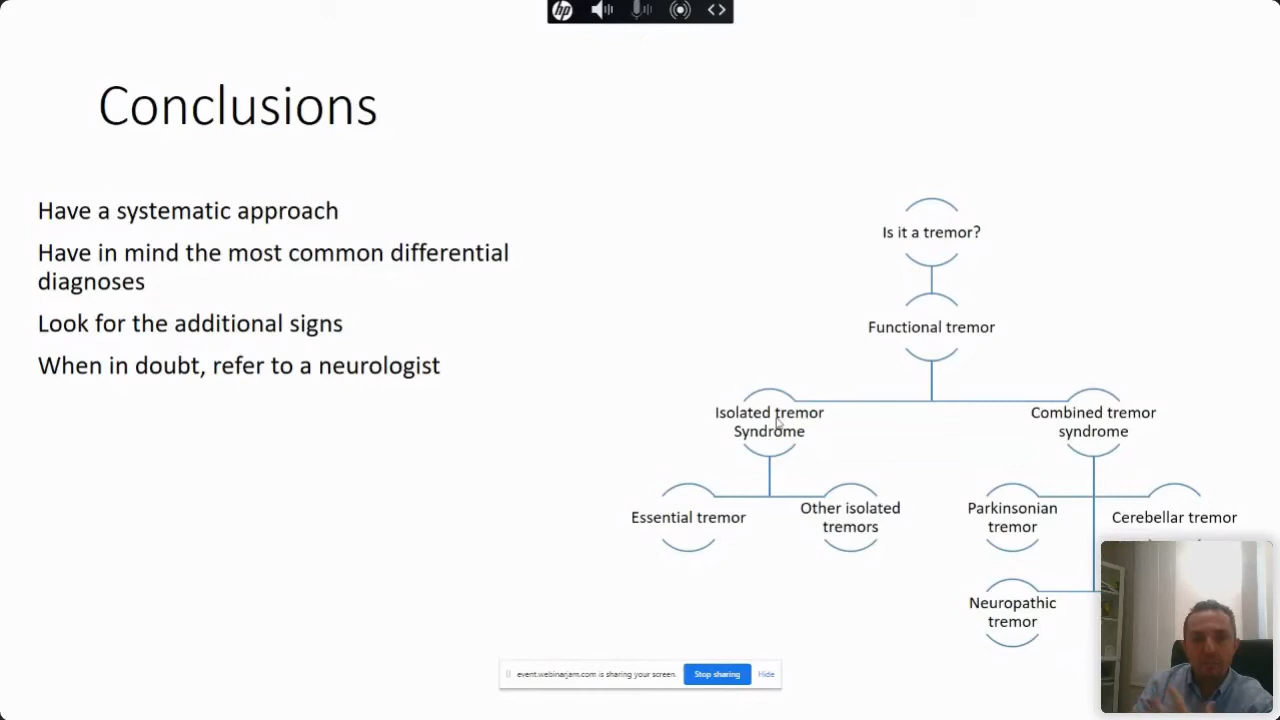 hp
Conclusions
Have a systematic approach
Have in mind the most common differential
diagnoses
Look for the additional signs
When in doubt, refer to a neurologist
Is it a tremor?
Functional tremor
Isolated tremor
Syndrome
Combined tremor
syndrome
Essential tremor
Other isolated
tremors
Parkinsonian
tremor
Cerebellar tremor
Neuropathic
tremor
event.webinarjam.com is sharing your screen.
Stop sharing
Hide